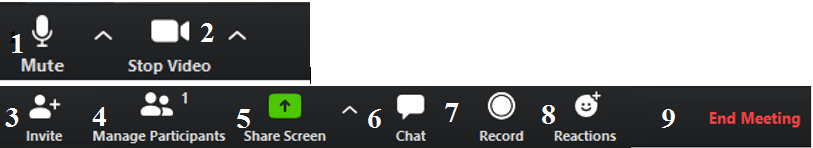 1 Mute 2 Stop Video
3 Invite 4 Manage Participants 1 5 Share Screen 6 Chat 7 Record 8 Reactions 9 End Meeting